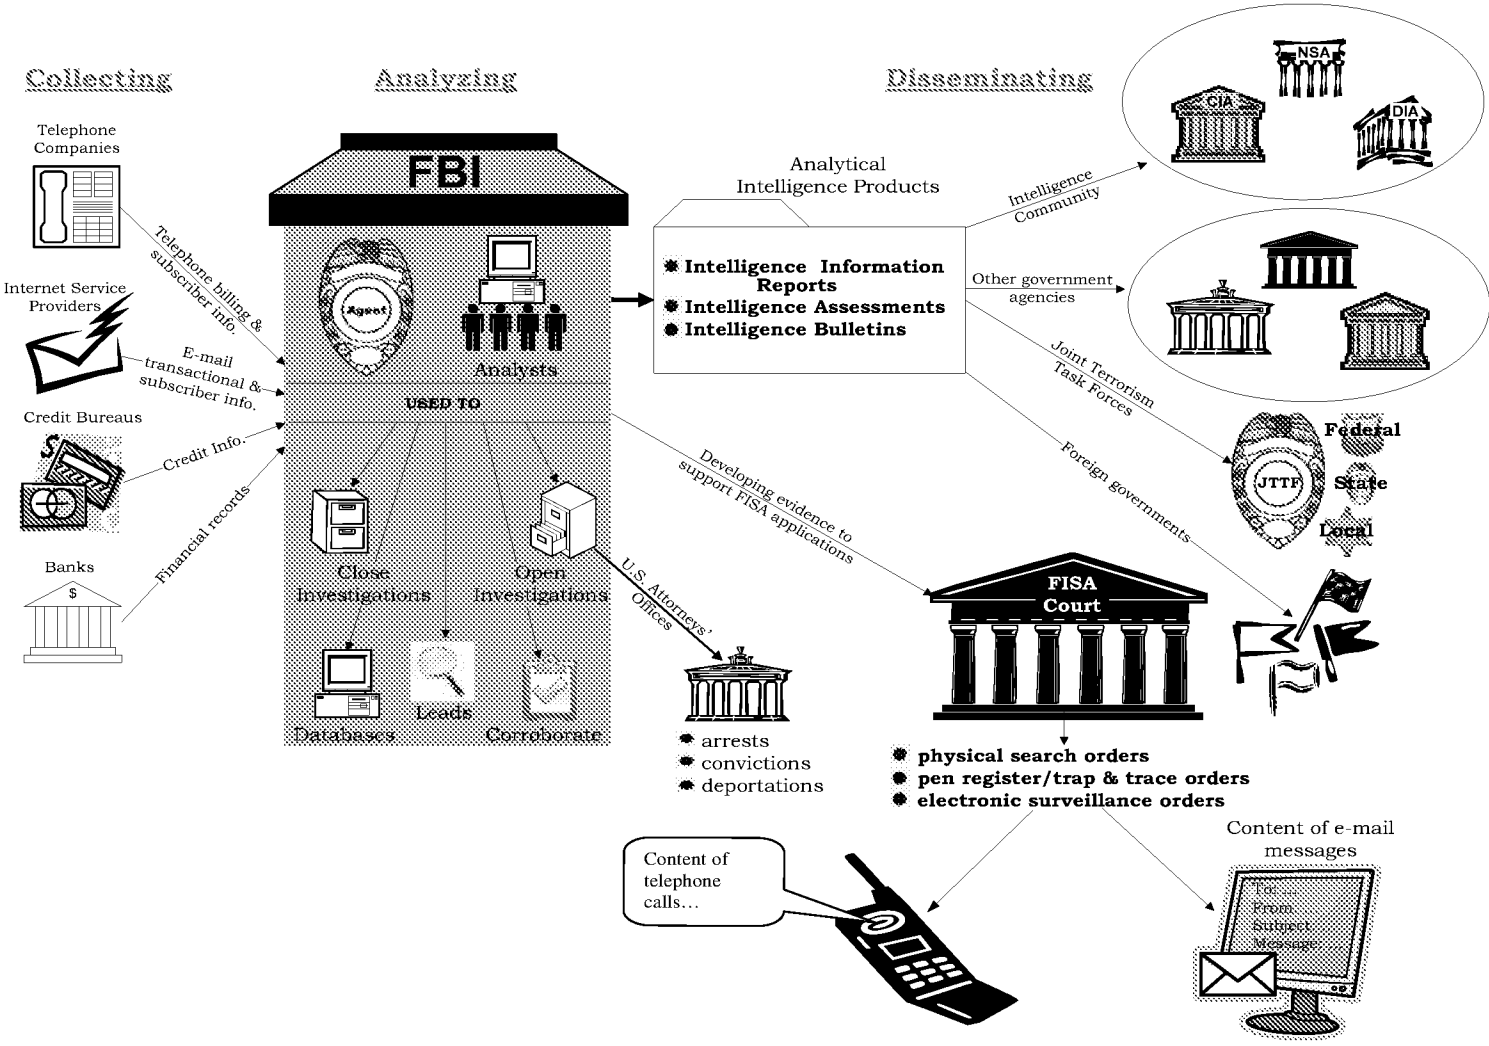 Collecting
Analyzing
Disseminating
Telephone
Companies
Telephone billing &
subscriber info.
Internet Service
Providers
E-mail
transactional &
subscriber info.
Credit Bureaus
$
Credit Info.
Banks
$
Financial records
FBI
Agent
Analysts
USED TO
Close
Investigations
Open
Investigations
Databases
Leads
Corroborate
Analytical
Intelligence Products
Intelligence Information
Reports
Intelligence Assessments
Intelligence Bulletins
Intelligence
Community
NSA
CIA
DIA
Other government
agencies
Joint Terrorism
Task Forces
JTTF
Federal
State
Local
Foreign governments
Developing evidence to
support FISA applications
U.S. Attorneys'
Offices
arrests
convictions
deportations
FISA
Court
physical search orders
pen register/trap & trace orders
electronic surveillance orders
Content of
telephone
calls…
Content of e-mail
messages
To: ...
From
Subject
Message